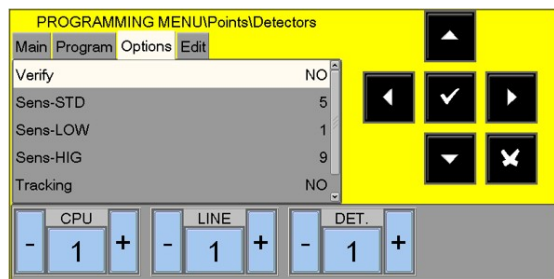 PROGRAMMING MENU\Points\Detectors
Main Program Options Edit
Verify NO
Sens-STD 5
Sens-LOW 1
Sens-HIG 9
Tracking NO
CPU LINE DET.
- 1 + - 1 + - 1 +